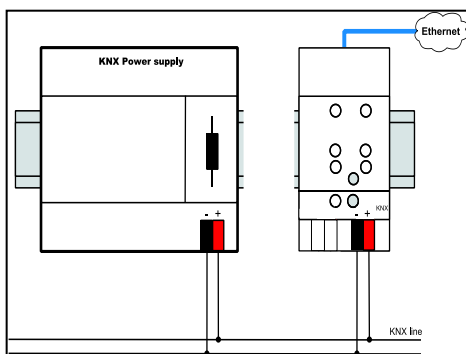 Ethernet
KNX Power supply
- +
- +
KNX
KNX line